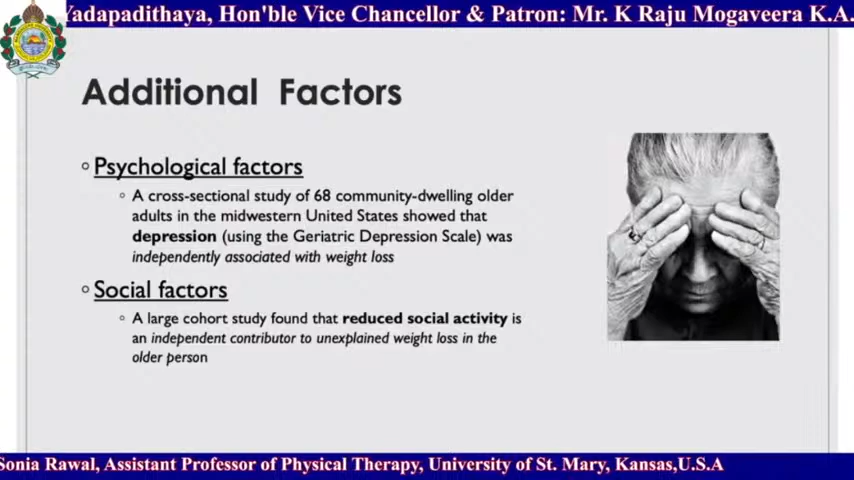 Yadapadithaya, Hon'ble Vice Chancellor & Patron: Mr. K Raju Mogaveera K.A.
Additional Factors
Psychological factors
A cross-sectional study of 68 community-dwelling older
adults in the midwestern United States showed that
depression (using the Geriatric Depression Scale) was
independently associated with weight loss
Social factors
A large cohort study found that reduced social activity is
an independent contributor to unexplained weight loss in the
older person
Sonia Rawal, Assistant Professor of Physical Therapy, University of St. Mary, Kansas,U.S.A